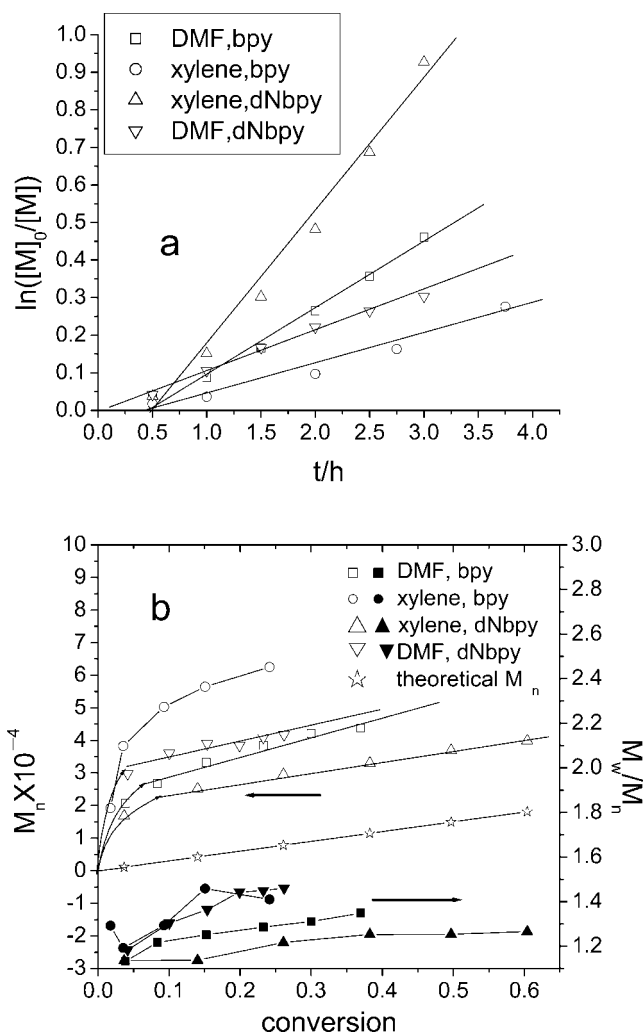 DMF,bpy
xylene,bpy
xylene,dNbpy
DMF,dNbpy
a
ln([M]0/[M])
1.0
0.9
0.8
0.7
0.6
0.5
0.4
0.3
0.2
0.1
0.0
0.0 0.5 1.0 1.5 2.0 2.5 3.0 3.5 4.0
t/h
b
DMF, bpy
xylene, bpy
xylene, dNbpy
DMF, dNbpy
theoretical Mn
Mn X10-4
10
9
8
7
6
5
4
3
2
1
0
-1
-2
-3
3.0
2.8
2.6
2.4
2.2
2.0
1.8
1.6
1.4
1.2
Mw/Mn
0.0 0.1 0.2 0.3 0.4 0.5 0.6
conversion